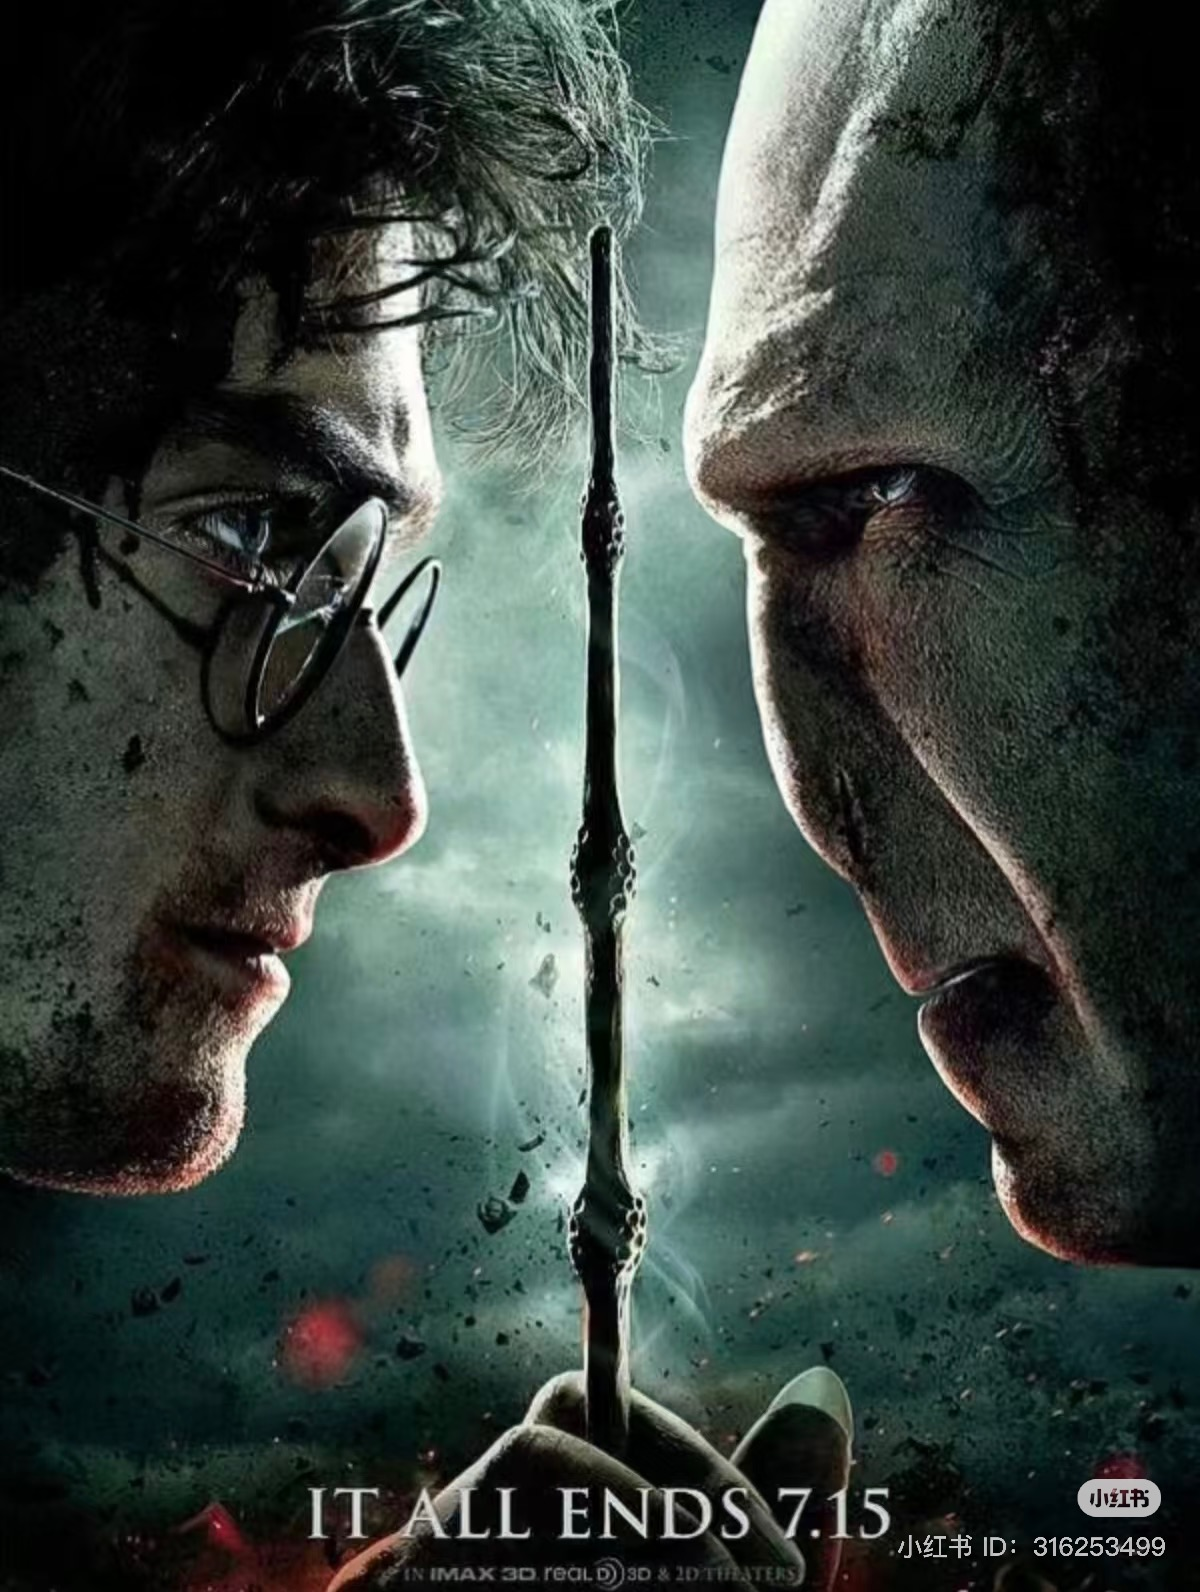 IT ALL ENDS 7.15
IN IMAX 3D, REAL D 3D & 2D THEATERS
小红书
小红书 ID: 316253499